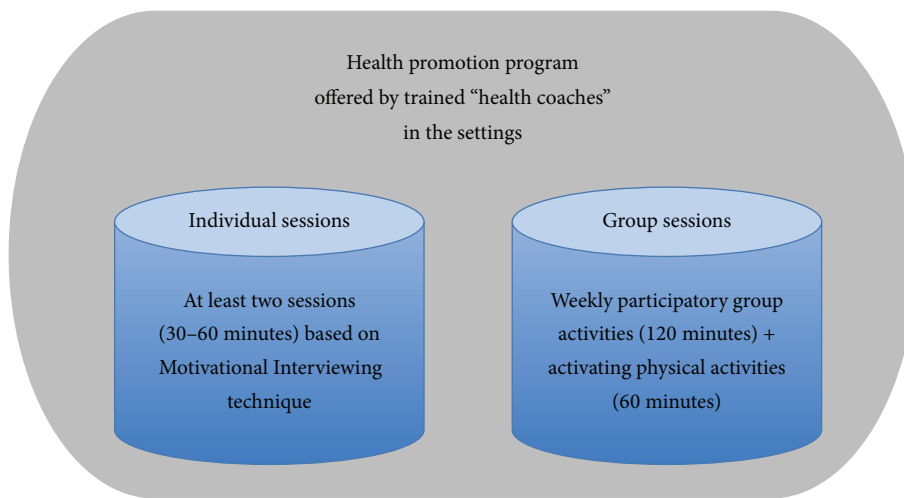 Health promotion program
offered by trained “health coaches”
in the settings
Individual sessions
At least two sessions
(30–60 minutes) based on
Motivational Interviewing
technique
Group sessions
Weekly participatory group
activities (120 minutes) +
activating physical activities
(60 minutes)